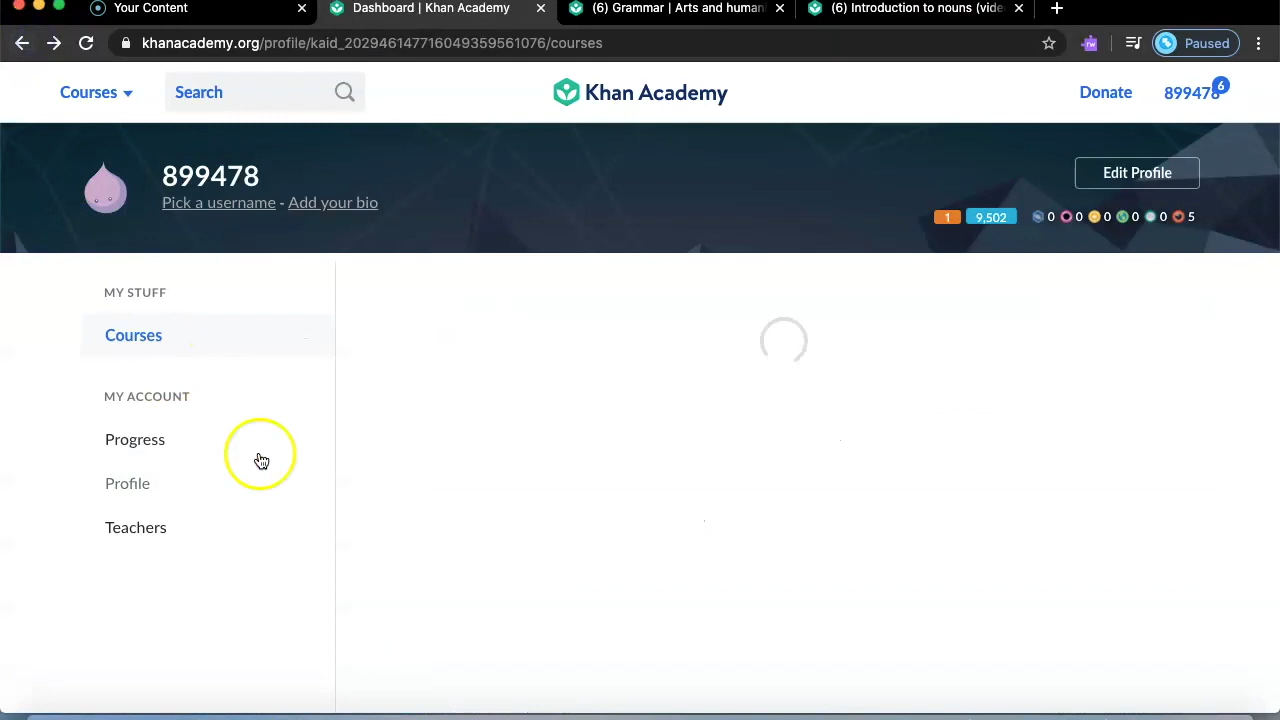 Your Content
Dashboard | Khan Academy
(6) Grammar | Arts and humani
(6) Introduction to nouns (vide
khanacademy.org/profile/kaid_202946147716049359561076/courses
Paused
Courses
Search
Khan Academy
Donate
899478
6
899478
Pick a username - Add your bio
Edit Profile
1 9,502 0 0 0 0 0 5
MY STUFF
Courses
MY ACCOUNT
Progress
Profile
Teachers